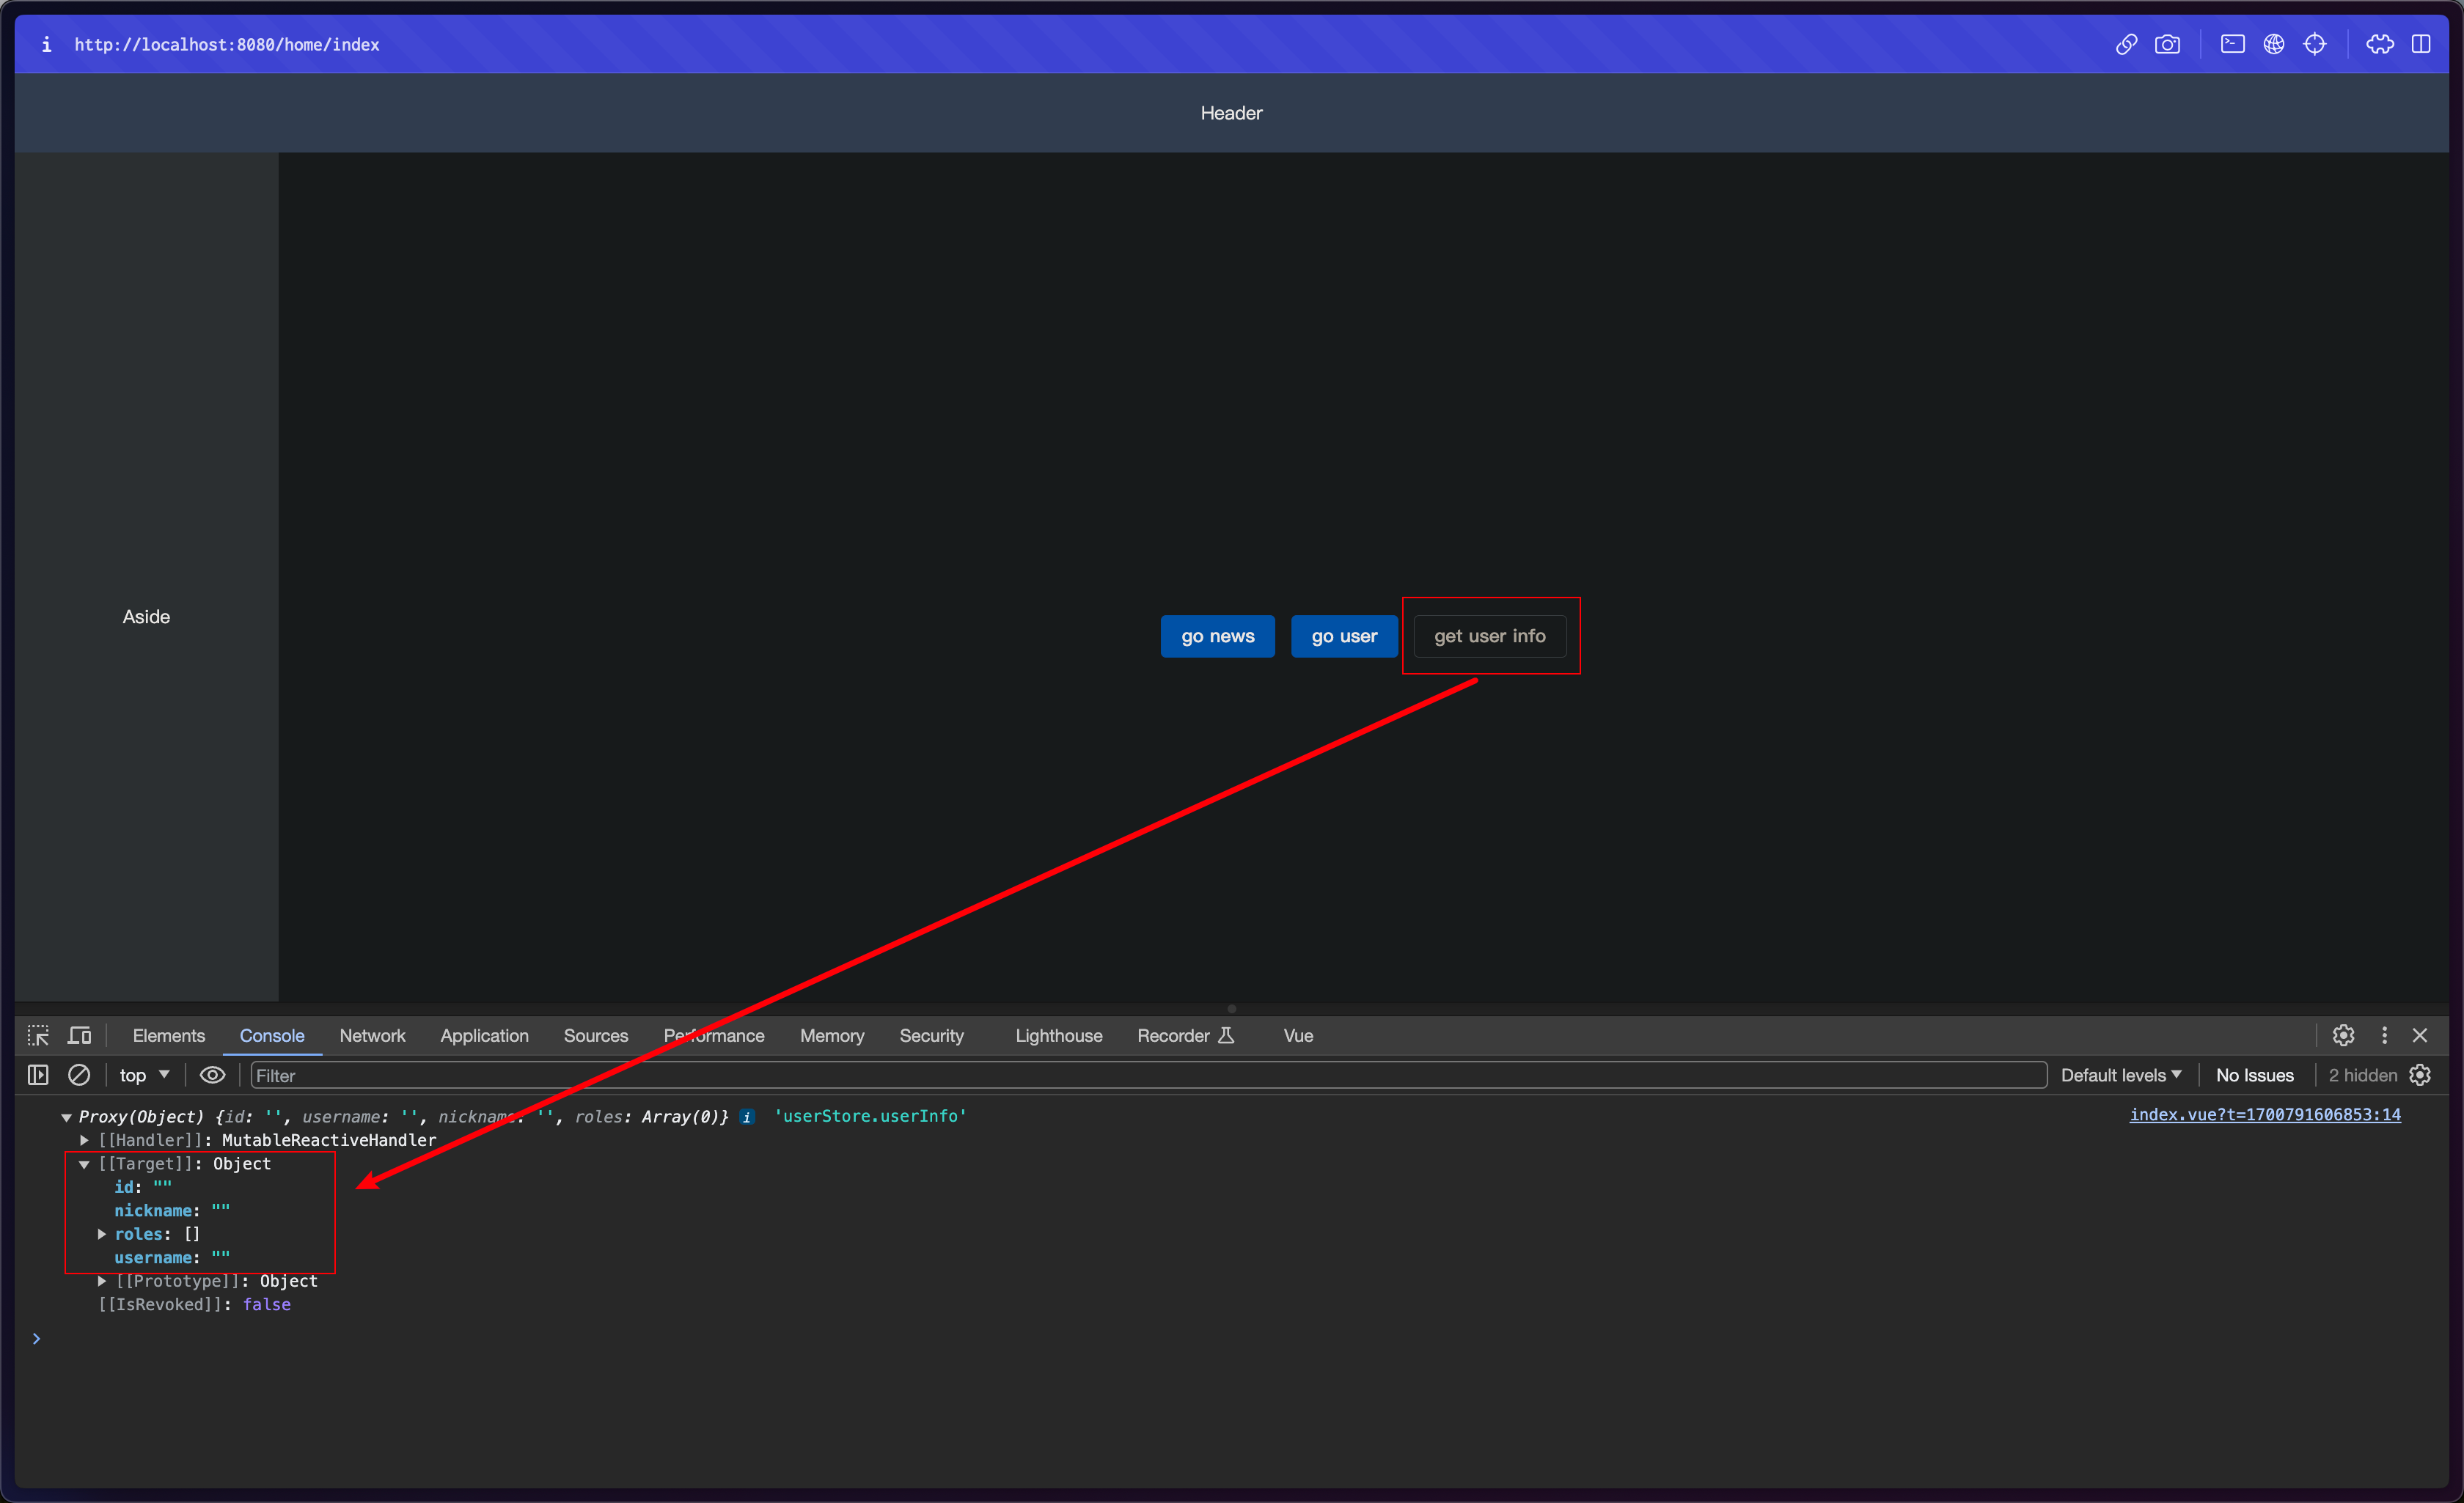 i http://localhost:8080/home/index
Header
Aside
go news go user get user info
Elements Console Network Application Sources Performance Memory Security Lighthouse Recorder Vue
top Filter Default levels No Issues 2 hidden
Proxy(Object) {id: '', username: '', nickname: '', roles: Array(0)} i 'userStore.userInfo' index.vue?t=1700791606853:14
[[Handler]]: MutableReactiveHandler
[[Target]]: Object
id: ""
nickname: ""
roles: []
username: ""
[[Prototype]]: Object
[[IsRevoked]]: false